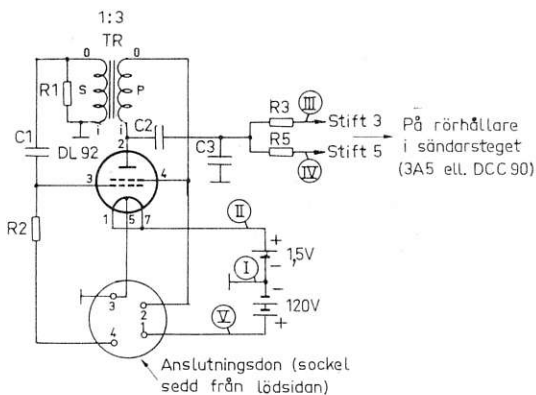 1:3
TR
0 0
R1 S P
i i
C1
DL 92
2
C2
C3
R3
III
Stift 3
R5
Stift 5
IV
På rörhållare
i sändarsteget
(3A5 ell. DCC 90)
3 4
1 5 7
R2
II
+
1,5V
-
I
-
120V
+
V
3
2
4
1
Anslutningsdon (sockel
sedd från lödsidan)